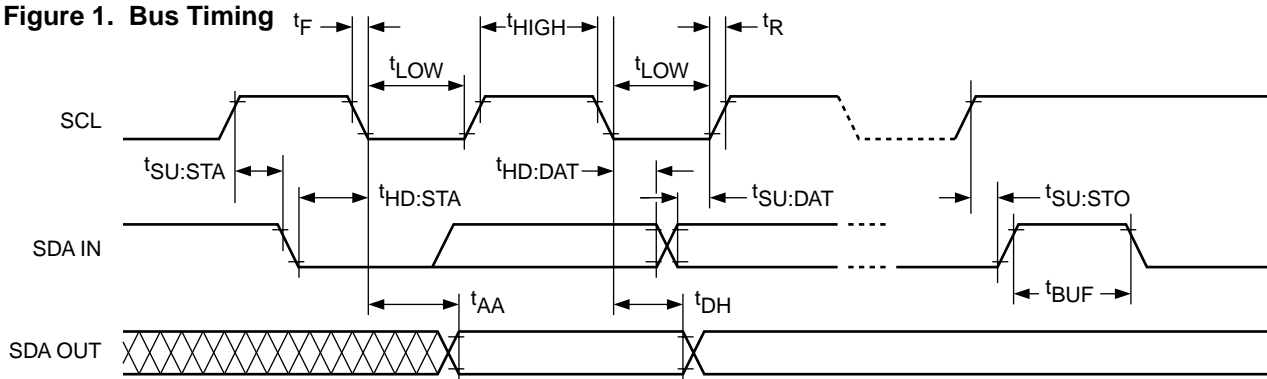 Figure 1. Bus Timing
tF
tHIGH
tR
tLOW
tLOW
SCL
tSU:STA
tHD:STA
tHD:DAT
tSU:DAT
tSU:STO
SDA IN
tBUF
tAA
tDH
SDA OUT